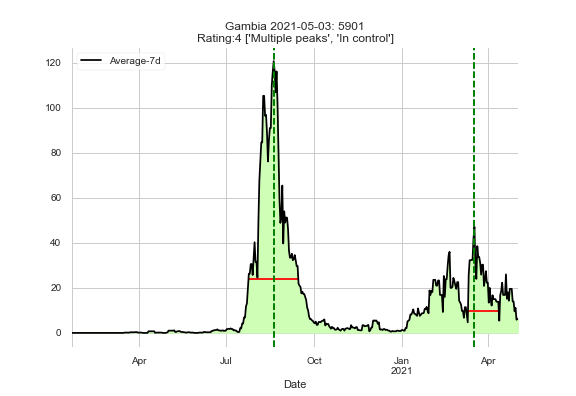 Gambia 2021-05-03: 5901
Rating:4 ['Multiple peaks', 'In control']
Average-7d
120
100
80
60
40
20
0
Apr Jul Oct Jan Apr
2021
Date